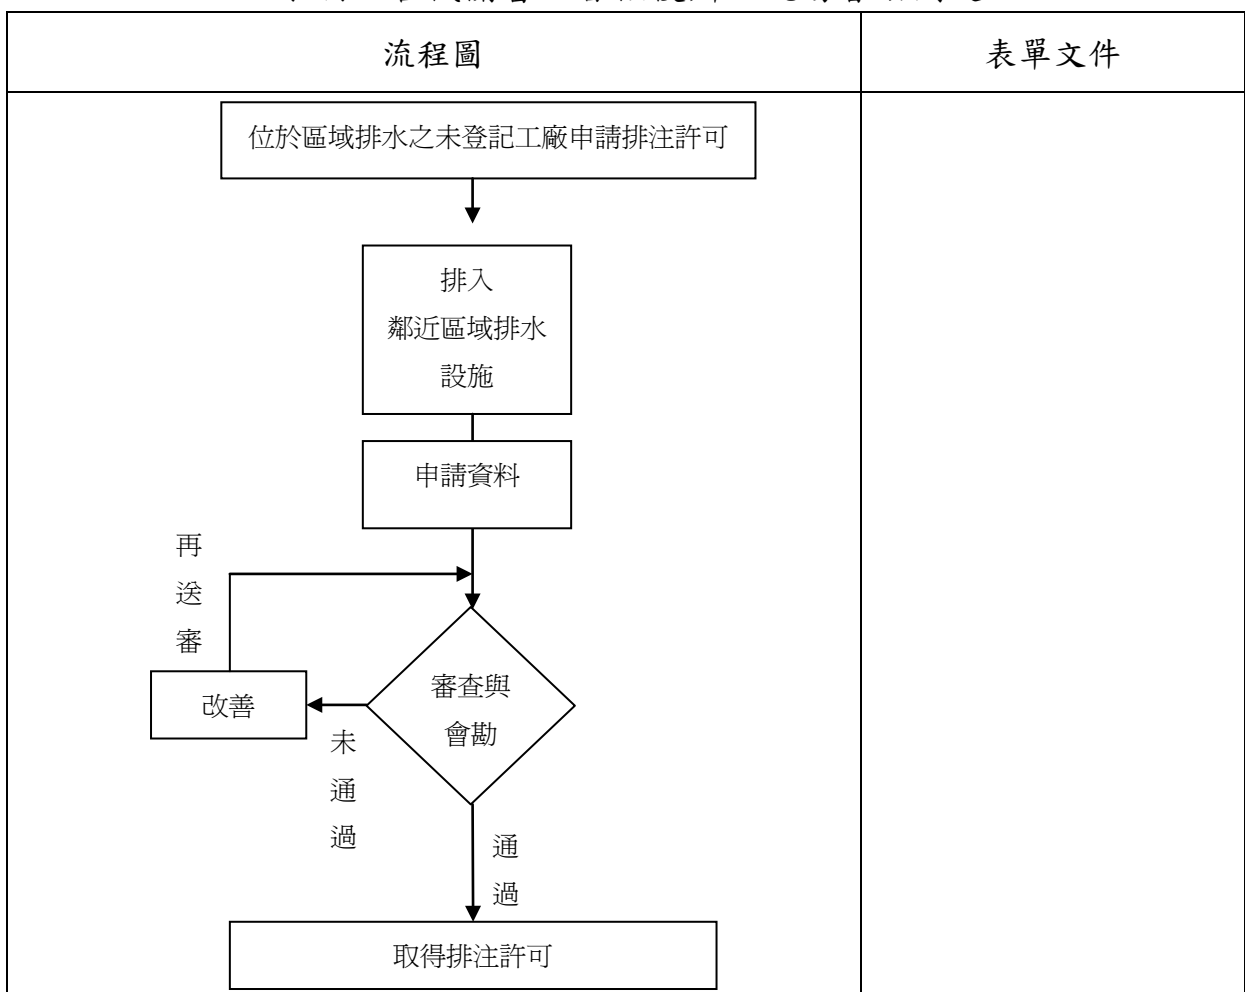 流程圖
表單文件
位於區域排水之未登記工廠申請排注許可
排入
鄰近區域排水
設施
申請資料
再
送
審
改善
審查與
會勘
未
通
過
通
過
取得排注許可